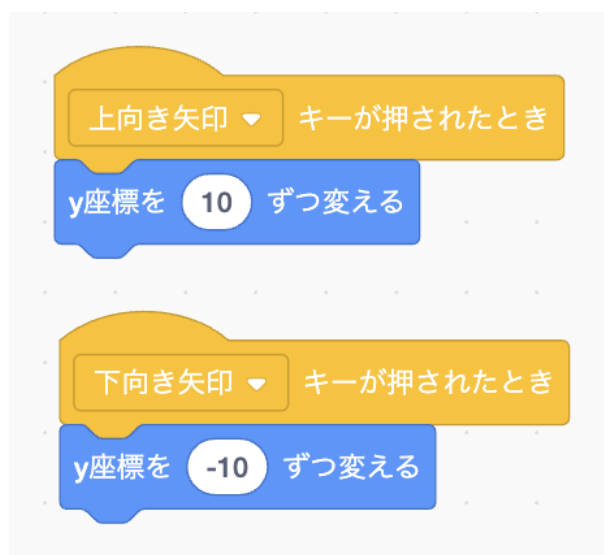 上向き矢印 キーが押されたとき
y座標を 10 ずつ変える
下向き矢印 キーが押されたとき
y座標を -10 ずつ変える